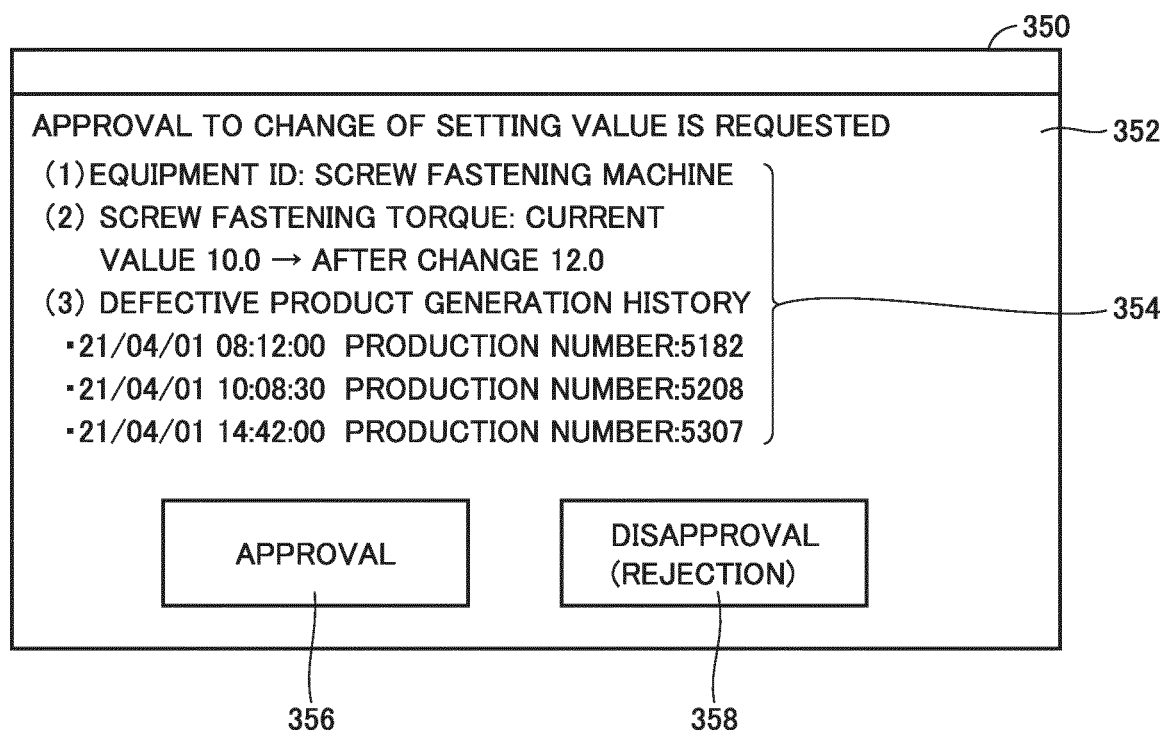 350
APPROVAL TO CHANGE OF SETTING VALUE IS REQUESTED
352
(1)EQUIPMENT ID: SCREW FASTENING MACHINE
(2) SCREW FASTENING TORQUE: CURRENT
VALUE 10.0 → AFTER CHANGE 12.0
(3) DEFECTIVE PRODUCT GENERATION HISTORY
354
▪21/04/01 08:12:00 PRODUCTION NUMBER:5182
▪21/04/01 10:08:30 PRODUCTION NUMBER:5208
▪21/04/01 14:42:00 PRODUCTION NUMBER:5307
APPROVAL
DISAPPROVAL
(REJECTION)
356
358